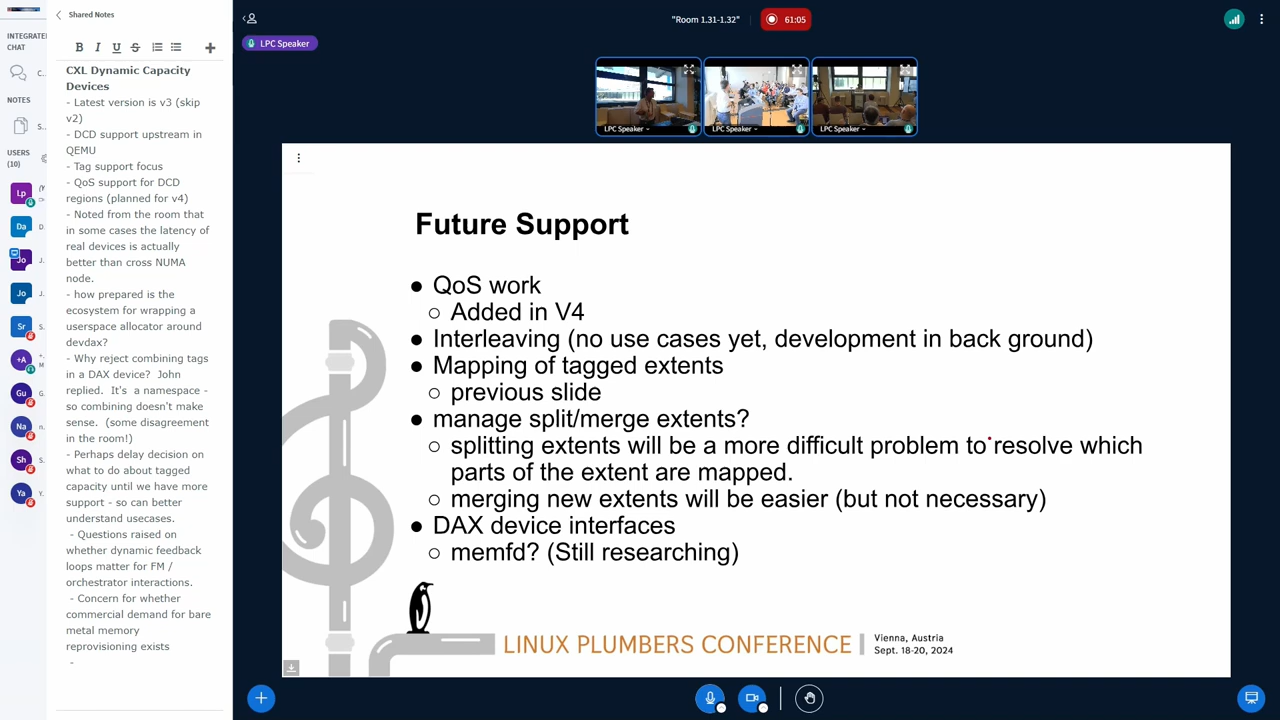 Shared Notes
"Room 1.31-1.32"
61:05
INTEGRATE
CHAT
C..
NOTES
S..
USERS
(10)
Lp
Da
D.
Jo
J.
Jo
J.
Sr
S.
+A
M
Gu
G.
Na
n.
Sh
S.
Ya
Y.
B I U S
CXL Dynamic Capacity
Devices
- Latest version is v3 (skip
v2)
- DCD support upstream in
QEMU
- Tag support focus
- QoS support for DCD
regions (planned for v4)
- Noted from the room that
in some cases the latency of
real devices is actually
better than cross NUMA
node.
- how prepared is the
ecosystem for wrapping a
userspace allocator around
devdax?
- Why reject combining tags
in a DAX device? John
replied. It's a namespace -
so combining doesn't make
sense. (some disagreement
in the room!)
- Perhaps delay decision on
what to do about tagged
capacity until we have more
support - so can better
understand usecases.
- Questions raised on
whether dynamic feedback
loops matter for FM /
orchestrator interactions.
- Concern for whether
commercial demand for bare
metal memory
reprovisioning exists
-
LPC Speaker
LPC Speaker
LPC Speaker
LPC Speaker
Future Support
● QoS work
○ Added in V4
● Interleaving (no use cases yet, development in back ground)
● Mapping of tagged extents
○ previous slide
● manage split/merge extents?
○ splitting extents will be a more difficult problem to resolve which
parts of the extent are mapped.
○ merging new extents will be easier (but not necessary)
● DAX device interfaces
○ memfd? (Still researching)
LINUX PLUMBERS CONFERENCE
Vienna, Austria
Sept. 18-20, 2024